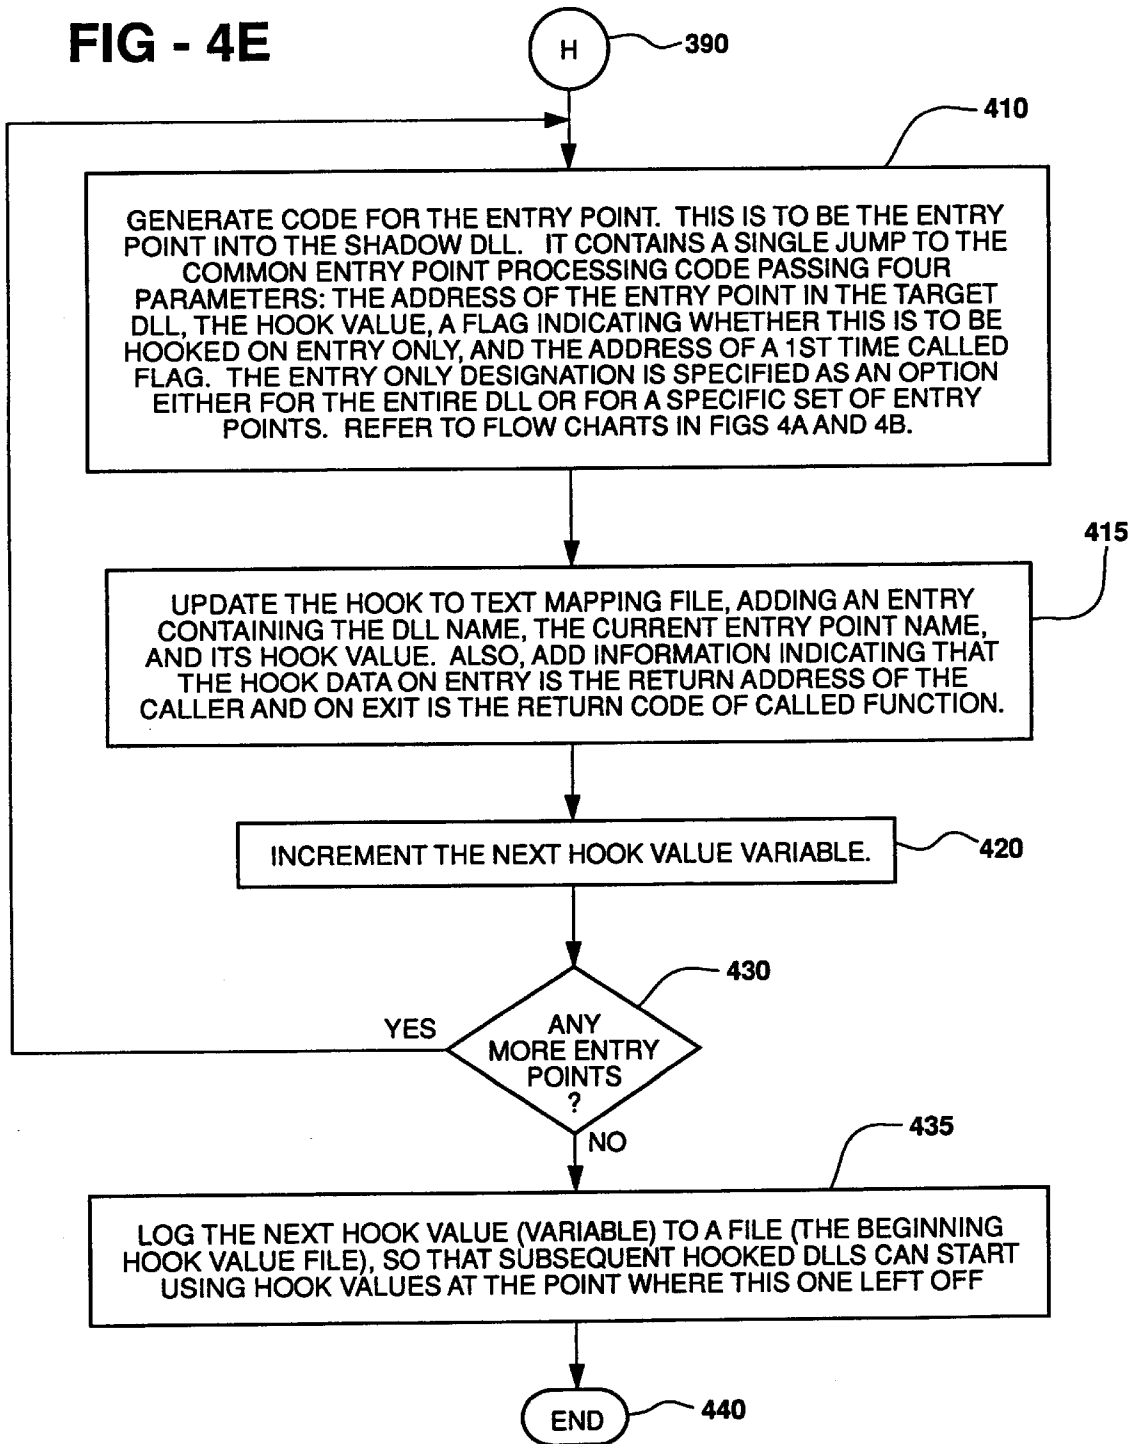 FIG - 4E
H
390
410
GENERATE CODE FOR THE ENTRY POINT. THIS IS TO BE THE ENTRY
POINT INTO THE SHADOW DLL. IT CONTAINS A SINGLE JUMP TO THE
COMMON ENTRY POINT PROCESSING CODE PASSING FOUR
PARAMETERS: THE ADDRESS OF THE ENTRY POINT IN THE TARGET
DLL, THE HOOK VALUE, A FLAG INDICATING WHETHER THIS IS TO BE
HOOKED ON ENTRY ONLY, AND THE ADDRESS OF A 1ST TIME CALLED
FLAG. THE ENTRY ONLY DESIGNATION IS SPECIFIED AS AN OPTION
EITHER FOR THE ENTIRE DLL OR FOR A SPECIFIC SET OF ENTRY
POINTS. REFER TO FLOW CHARTS IN FIGS 4A AND 4B.
415
UPDATE THE HOOK TO TEXT MAPPING FILE, ADDING AN ENTRY
CONTAINING THE DLL NAME, THE CURRENT ENTRY POINT NAME,
AND ITS HOOK VALUE. ALSO, ADD INFORMATION INDICATING THAT
THE HOOK DATA ON ENTRY IS THE RETURN ADDRESS OF THE
CALLER AND ON EXIT IS THE RETURN CODE OF CALLED FUNCTION.
INCREMENT THE NEXT HOOK VALUE VARIABLE.
420
430
YES
ANY
MORE ENTRY
POINTS
?
NO
435
LOG THE NEXT HOOK VALUE (VARIABLE) TO A FILE (THE BEGINNING
HOOK VALUE FILE), SO THAT SUBSEQUENT HOOKED DLLS CAN START
USING HOOK VALUES AT THE POINT WHERE THIS ONE LEFT OFF
END
440